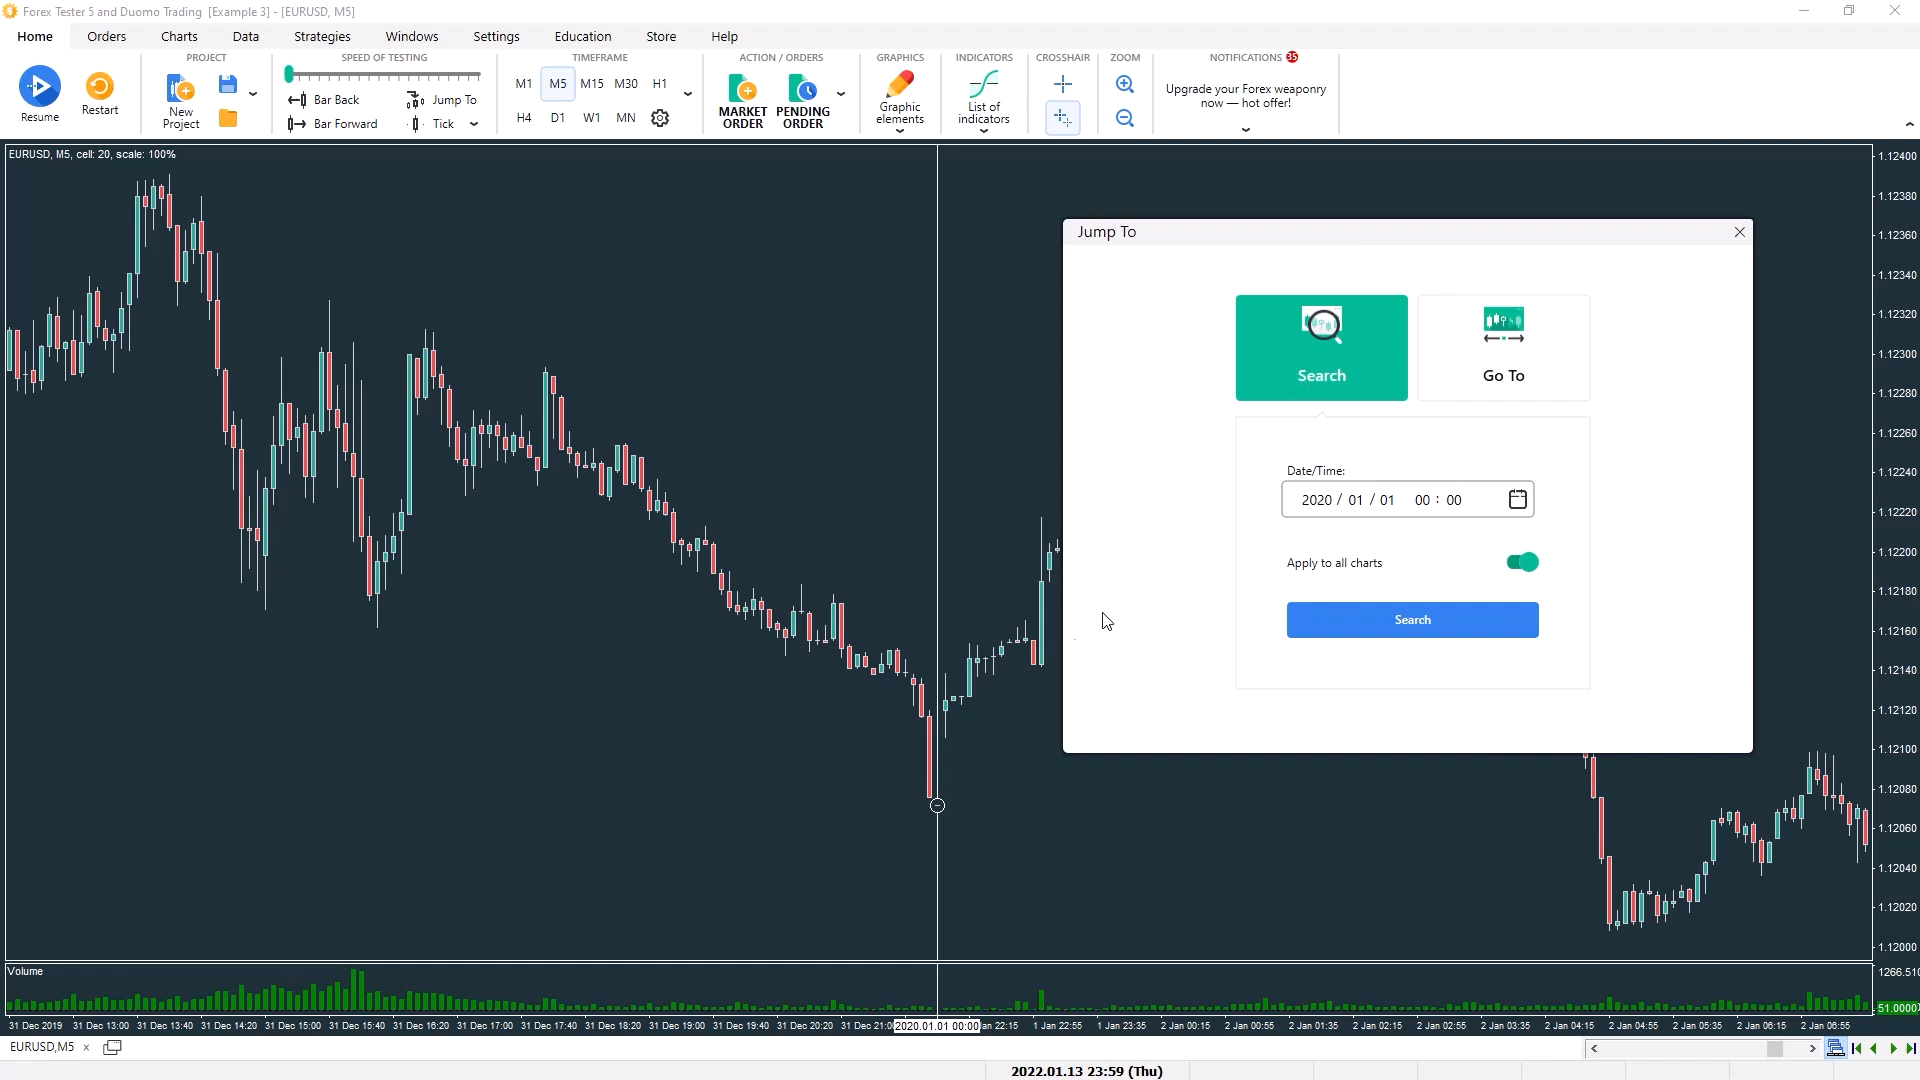 Forex Tester 5 and Duomo Trading [Example 3] - [EURUSD, M5]
Home Orders Charts Data Strategies Windows Settings Education Store Help
PROJECT SPEED OF TESTING TIMEFRAME ACTION / ORDERS GRAPHICS INDICATORS CROSSHAIR ZOOM NOTIFICATIONS 35
Resume
Restart
New
Project
Bar Back
Jump To
Bar Forward
Tick
M1 M5 M15 M30 H1
H4 D1 W1 MN
MARKET
ORDER
PENDING
ORDER
Graphic
elements
List of
indicators
Upgrade your Forex weaponry
now — hot offer!
EURUSD, M5, cell: 20, scale: 100%
1.12400
1.12380
1.12360
1.12340
1.12320
1.12300
1.12280
1.12260
1.12240
1.12220
1.12200
1.12180
1.12160
1.12140
1.12120
1.12100
1.12080
1.12060
1.12040
1.12020
1.12000
Jump To
Search
Go To
Date/Time:
2020 / 01 / 01 00 : 00
Apply to all charts
Search
Volume
1266.510
51.0000
31 Dec 2019 31 Dec 13:00 31 Dec 13:40 31 Dec 14:20 31 Dec 15:00 31 Dec 15:40 31 Dec 16:20 31 Dec 17:00 31 Dec 17:40 31 Dec 18:20 31 Dec 19:00 31 Dec 19:40 31 Dec 20:20 31 Dec 21:00 2020.01.01 00:00 an 22:15 1 Jan 22:55 1 Jan 23:35 2 Jan 00:15 2 Jan 00:55 2 Jan 01:35 2 Jan 02:15 2 Jan 02:55 2 Jan 03:35 2 Jan 04:15 2 Jan 04:55 2 Jan 05:35 2 Jan 06:15 2 Jan 06:55
EURUSD,M5
2022.01.13 23:59 (Thu)